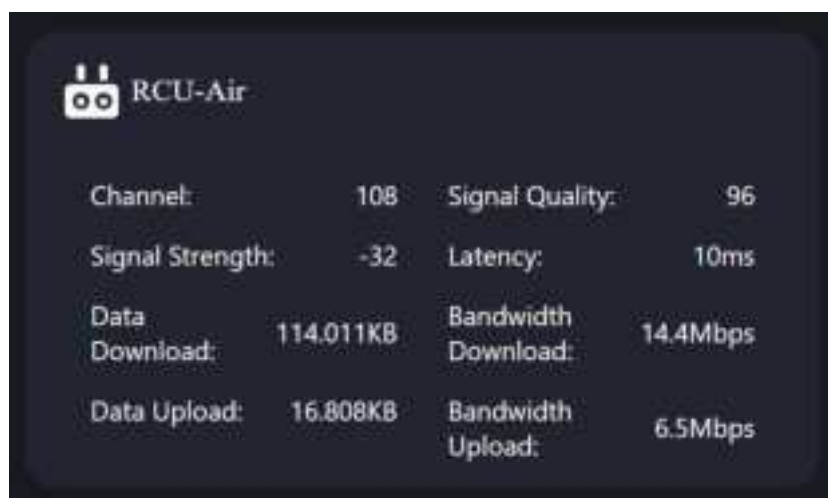 RCU-Air
Channel: 108 Signal Quality: 96
Signal Strength: -32 Latency: 10ms
Data Download: 114.011KB Bandwidth Download: 14.4Mbps
Data Upload: 16.808KB Bandwidth Upload: 6.5Mbps